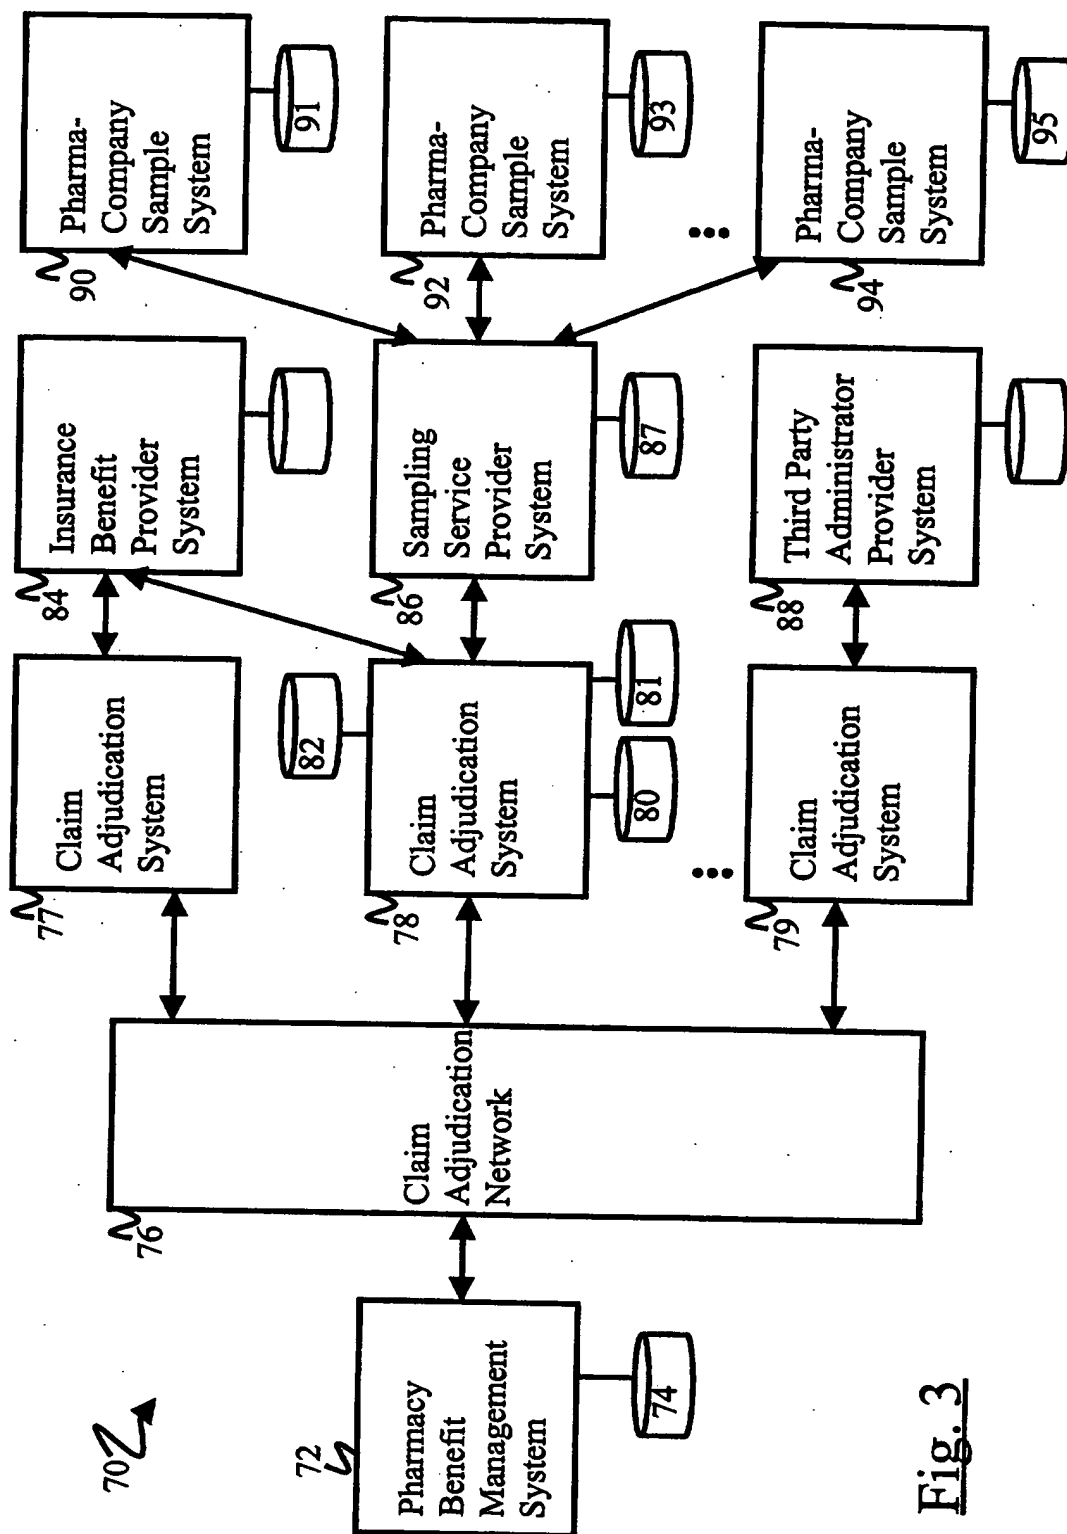 70
72
Pharmacy
Benefit
Management
System
74
76
Claim
Adjudication
Network
77
Claim
Adjudication
System
78
Claim
Adjudication
System
82
80
81
79
Claim
Adjudication
System
84
Insurance
Benefit
Provider
System
86
Sampling
Service
Provider
System
87
88
Third Party
Administrator
Provider
System
90
Pharma-
Company
Sample
System
91
92
Pharma-
Company
Sample
System
93
94
Pharma-
Company
Sample
System
95
Fig. 3